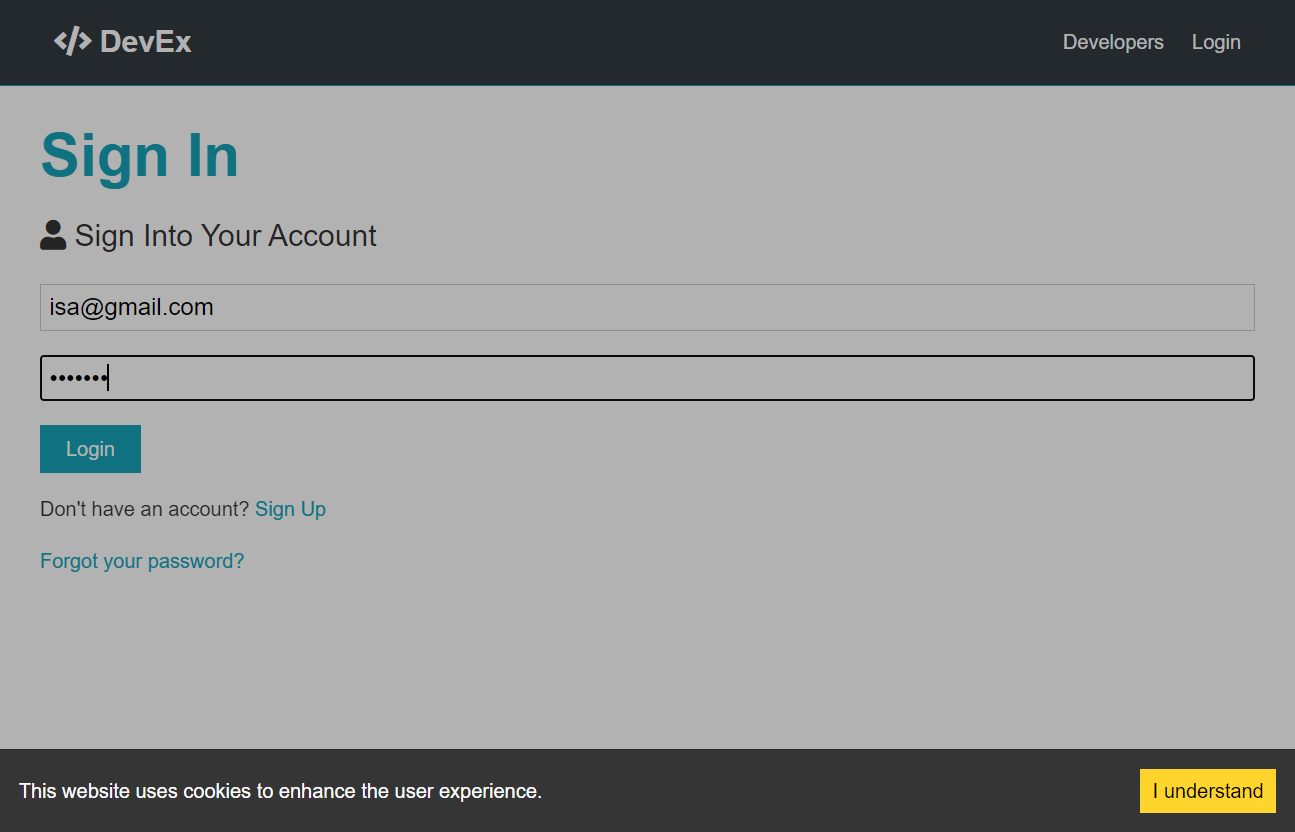 </> DevEx
Developers Login
Sign In
Sign Into Your Account
isa@gmail.com
•••••••
Login
Don't have an account? Sign Up
Forgot your password?
This website uses cookies to enhance the user experience.
I understand